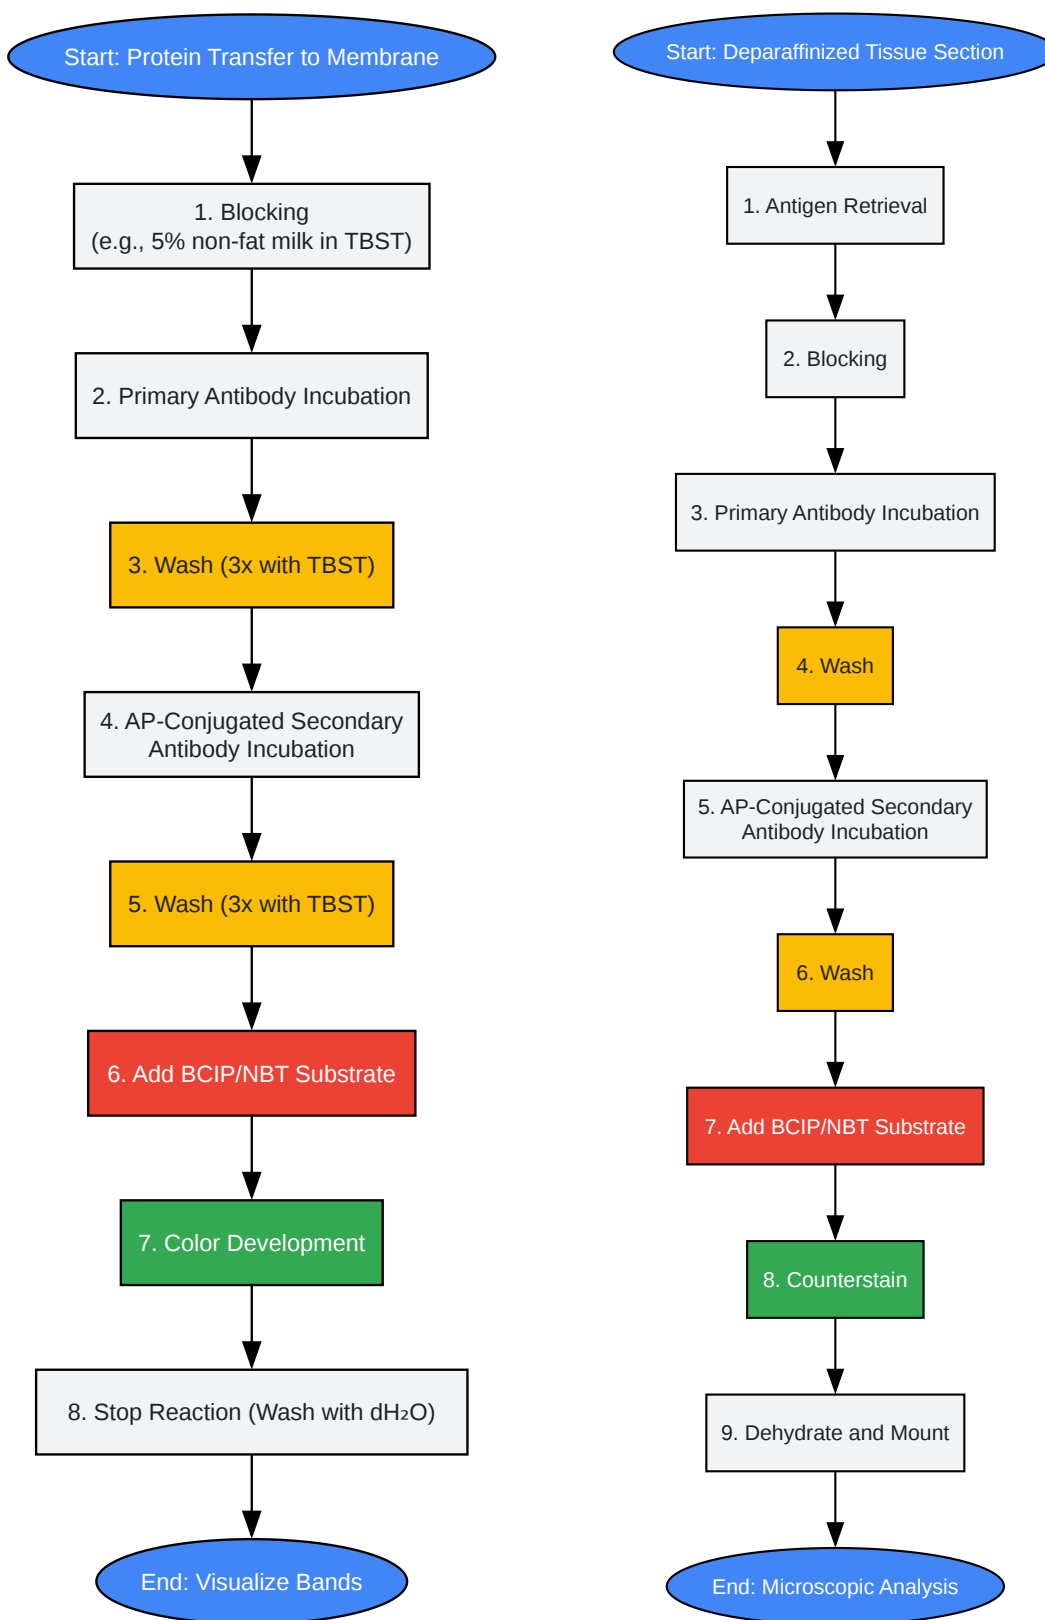 Start: Protein Transfer to Membrane
1. Blocking
(e.g., 5% non-fat milk in TBST)
2. Primary Antibody Incubation
3. Wash (3x with TBST)
4. AP-Conjugated Secondary
Antibody Incubation
5. Wash (3x with TBST)
6. Add BCIP/NBT Substrate
7. Color Development
8. Stop Reaction (Wash with dH₂O)
End: Visualize Bands
Start: Deparaffinized Tissue Section
1. Antigen Retrieval
2. Blocking
3. Primary Antibody Incubation
4. Wash
5. AP-Conjugated Secondary
Antibody Incubation
6. Wash
7. Add BCIP/NBT Substrate
8. Counterstain
9. Dehydrate and Mount
End: Microscopic Analysis